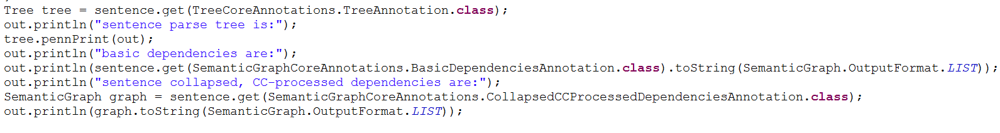 Tree tree = sentence.get(TreeCoreAnnotations.TreeAnnotation.class);
out.println("sentence parse tree is:");
tree.pennPrint(out);
out.println("basic dependencies are:");
out.println(sentence.get(SemanticGraphCoreAnnotations.BasicDependenciesAnnotation.class).toString(SemanticGraph.OutputFormat.LIST));
out.println("sentence collapsed, CC-processed dependencies are:");
SemanticGraph graph = sentence.get(SemanticGraphCoreAnnotations.CollapsedCCProcessedDependenciesAnnotation.class);
out.println(graph.toString(SemanticGraph.OutputFormat.LIST));